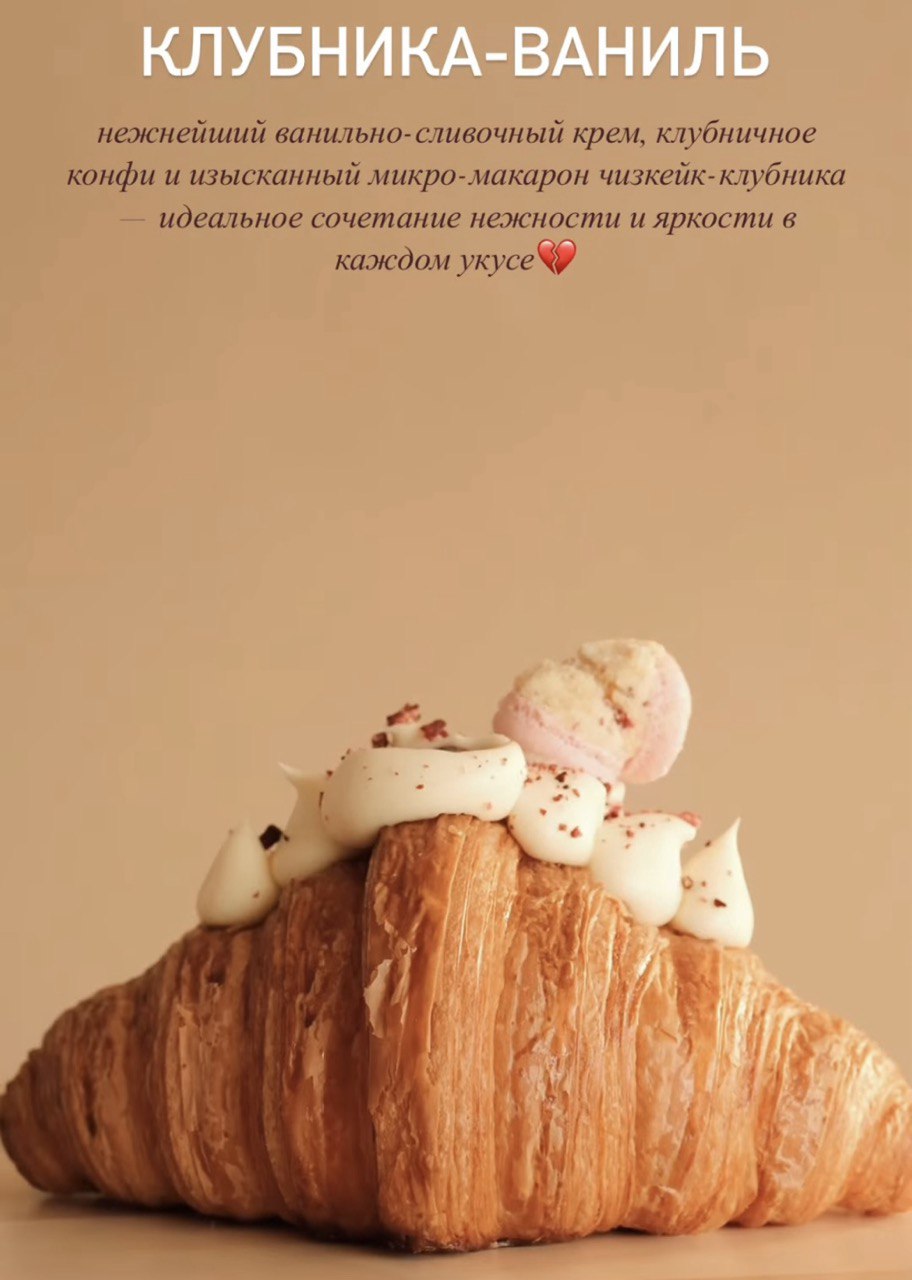 КЛУБНИКА-ВАНИЛЬ
нежнейший ванильно-сливочный крем, клубничное
конфи и изысканный микро-макарон чизкейк-клубника
— идеальное сочетание нежности и яркости в
каждом укусе💔